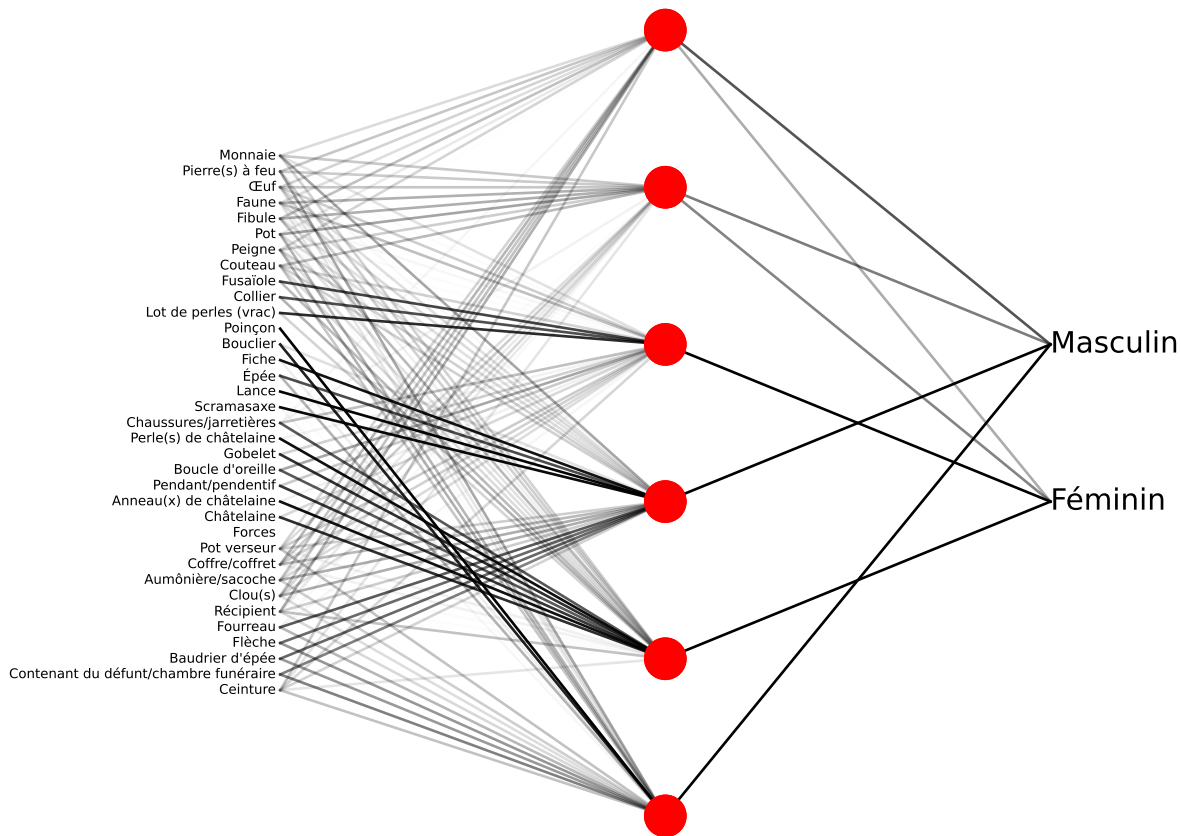 Monnaie
Pierre(s) à feu
Œuf
Faune
Fibule
Pot
Peigne
Couteau
Fusaïole
Collier
Lot de perles (vrac)
Poinçon
Bouclier
Fiche
Épée
Lance
Scramasaxe
Chaussures/jarretières
Perle(s) de châtelaine
Gobelet
Boucle d'oreille
Pendant/pendentif
Anneau(x) de châtelaine
Châtelaine
Forces
Pot verseur
Coffre/coffret
Aumônière/sacoche
Clou(s)
Récipient
Fourreau
Flèche
Baudrier d'épée
Contenant du défunt/chambre funéraire
Ceinture
Masculin
Féminin